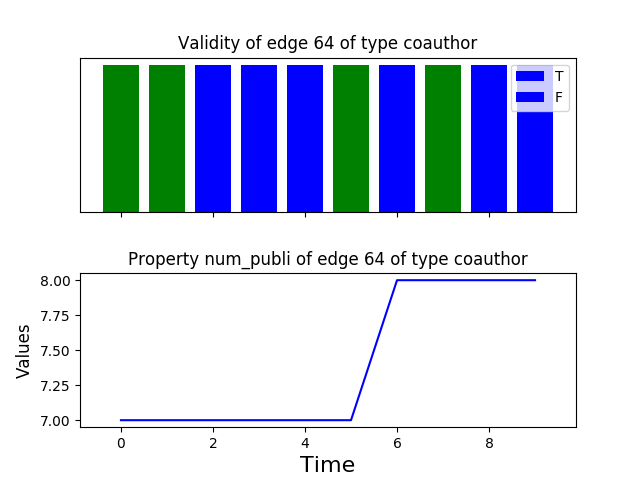 Validity of edge 64 of type coauthor
T
F
Property num_publi of edge 64 of type coauthor
8.00
7.75
7.50
7.25
7.00
Values
0 2 4 6 8
Time